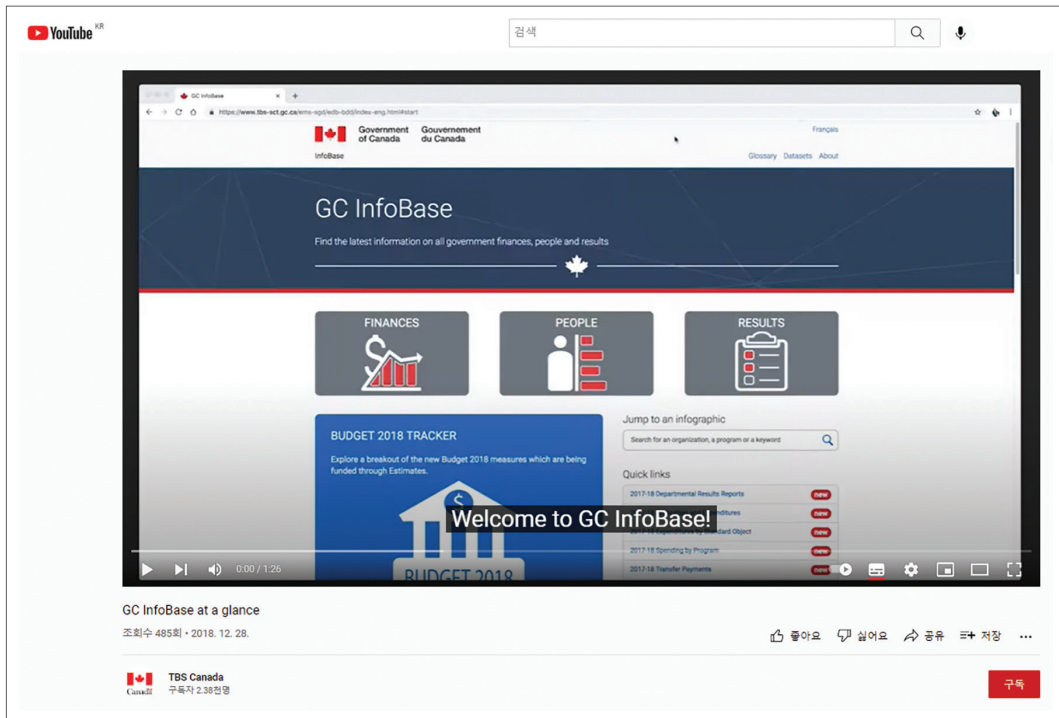 YouTube KR
검색
GC InfoBase
https://www.tbs-sct.gc.ca/ems-sgd/edb-bdd/index-eng.html#start
Government of Canada
Gouvernement du Canada
Français
InfoBase
Glossary Datasets About
GC InfoBase
Find the latest information on all government finances, people and results
FINANCES
PEOPLE
RESULTS
BUDGET 2018 TRACKER
Explore a breakout of the new Budget 2018 measures which are being
funded through Estimates.
$
BUDGET 2018
Jump to an infographic
Search for an organization, a program or a keyword
Quick links
2017-18 Departmental Results Reports new
new
Standard Object new
2017-18 Spending by Program new
2017-18 Transfer Payments new
Welcome to GC InfoBase!
0:00 / 1:26
GC InfoBase at a glance
조회수 485회 • 2018. 12. 28.
좋아요 싫어요 공유 저장
Canada
TBS Canada
구독자 2.38천명
구독